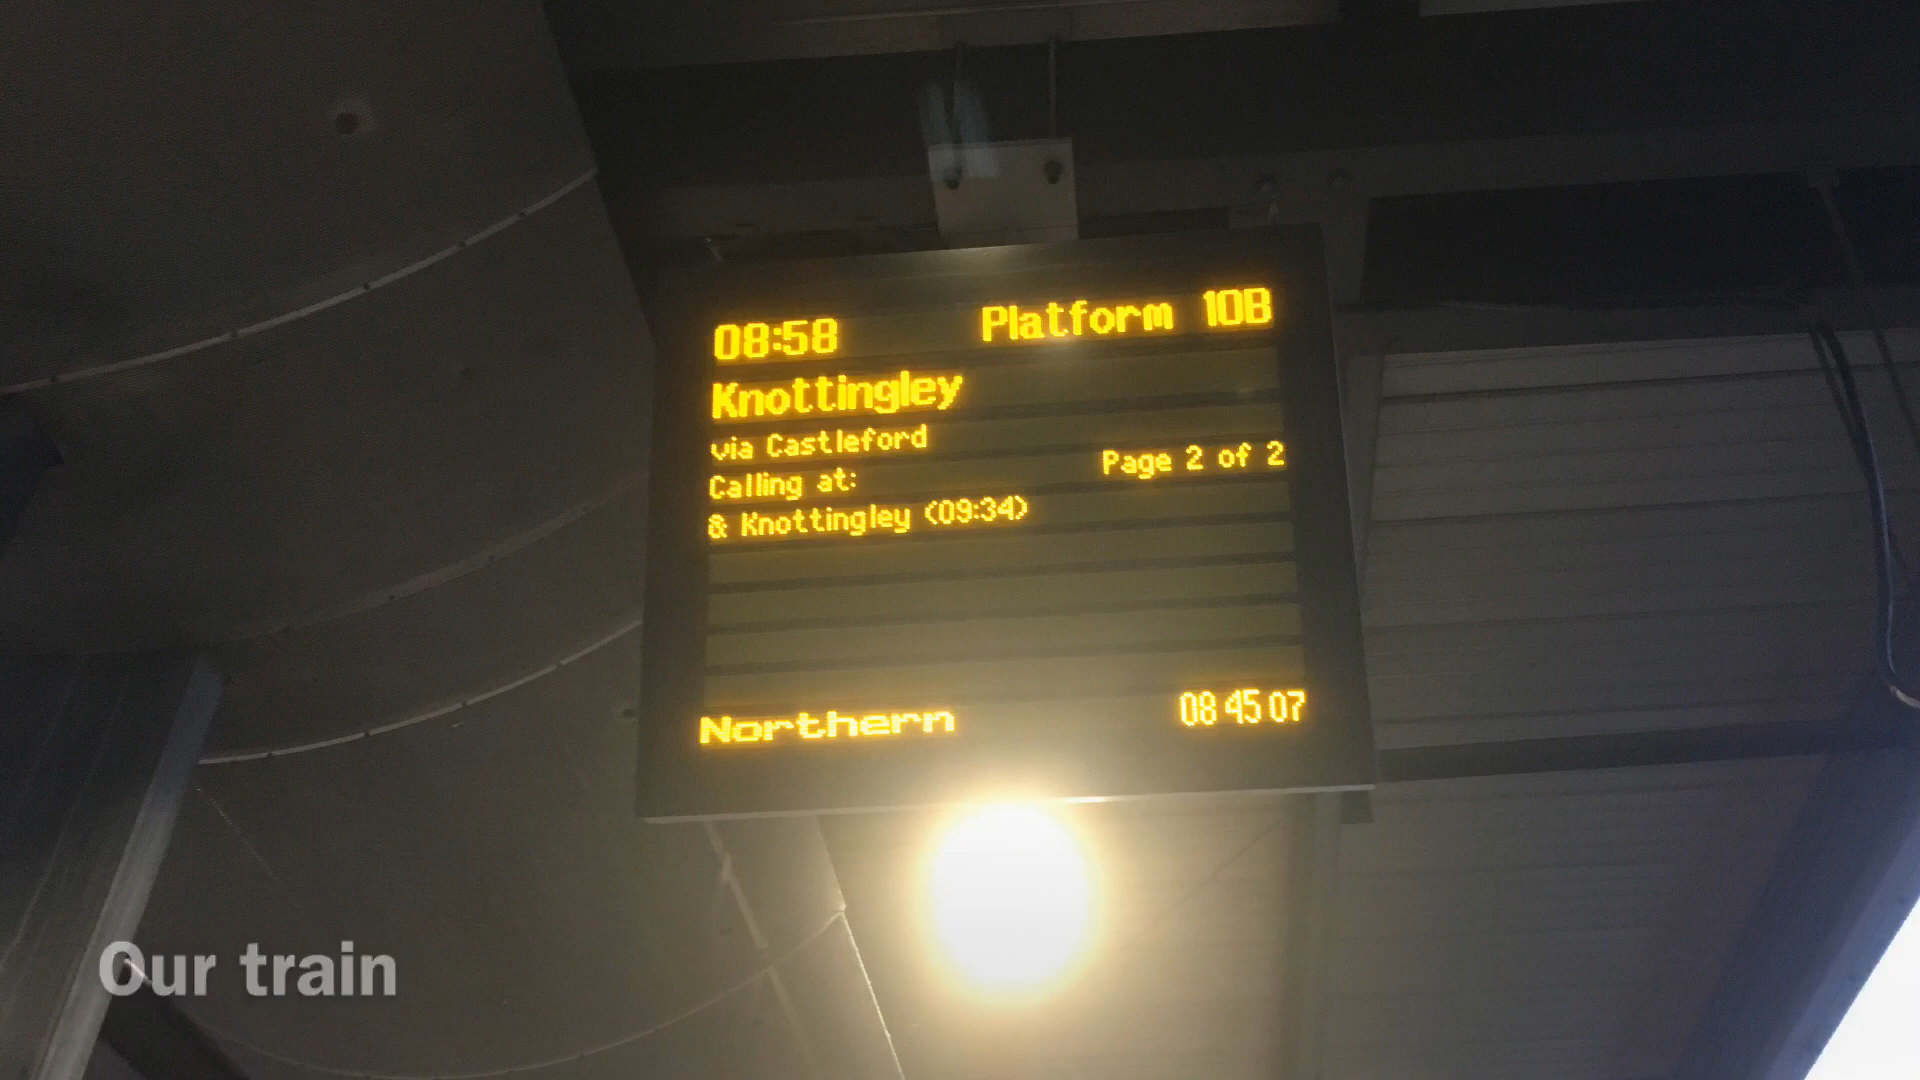 08:58 Platform 10B
Knottingley
via Castleford
Calling at: Page 2 of 2
& Knottingley (09:34)
Northern 08 45 07
Our train